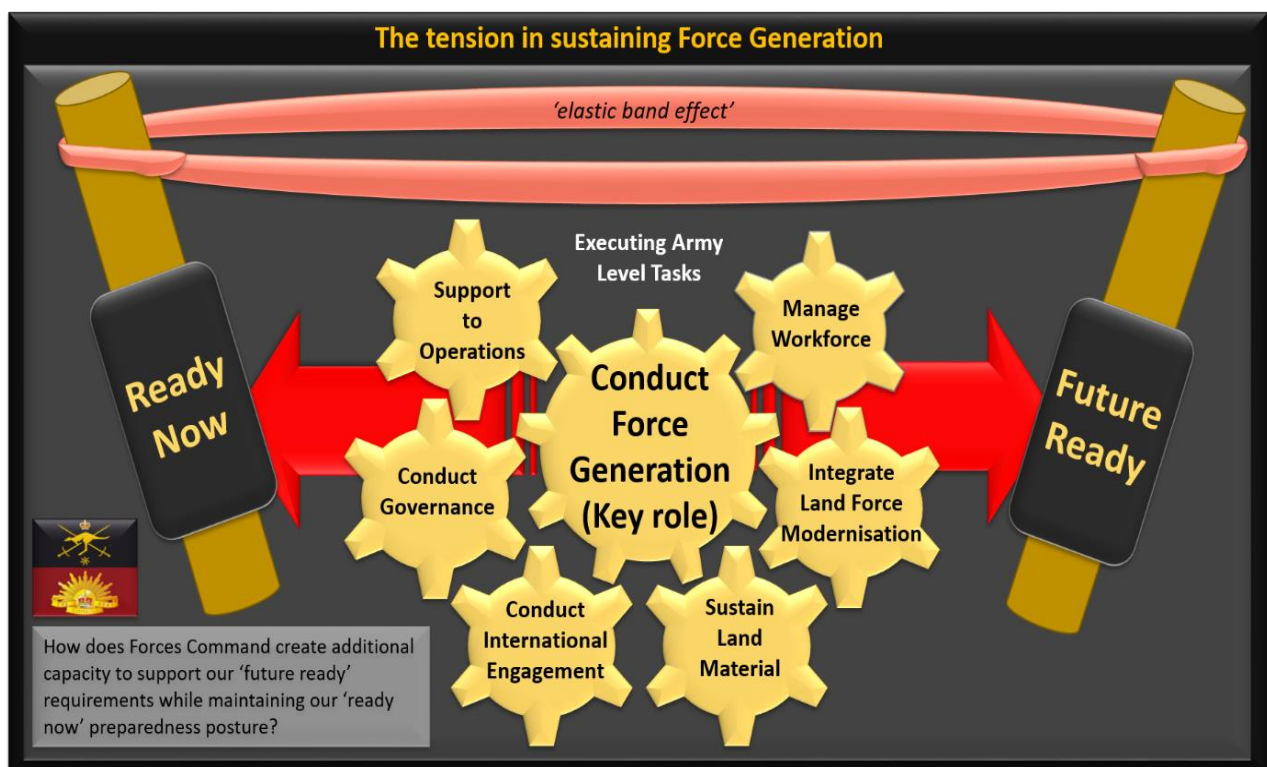 The tension in sustaining Force Generation
'elastic band effect'
Executing Army
Level Tasks
Support
to
Operations
Manage
Workforce
Ready
Now
Conduct
Force
Generation
(Key role)
Future
Ready
Conduct
Governance
Integrate
Land Force
Modernisation
Conduct
International
Engagement
Sustain
Land
Material
How does Forces Command create additional
capacity to support our 'future ready'
requirements while maintaining our 'ready
now' preparedness posture?